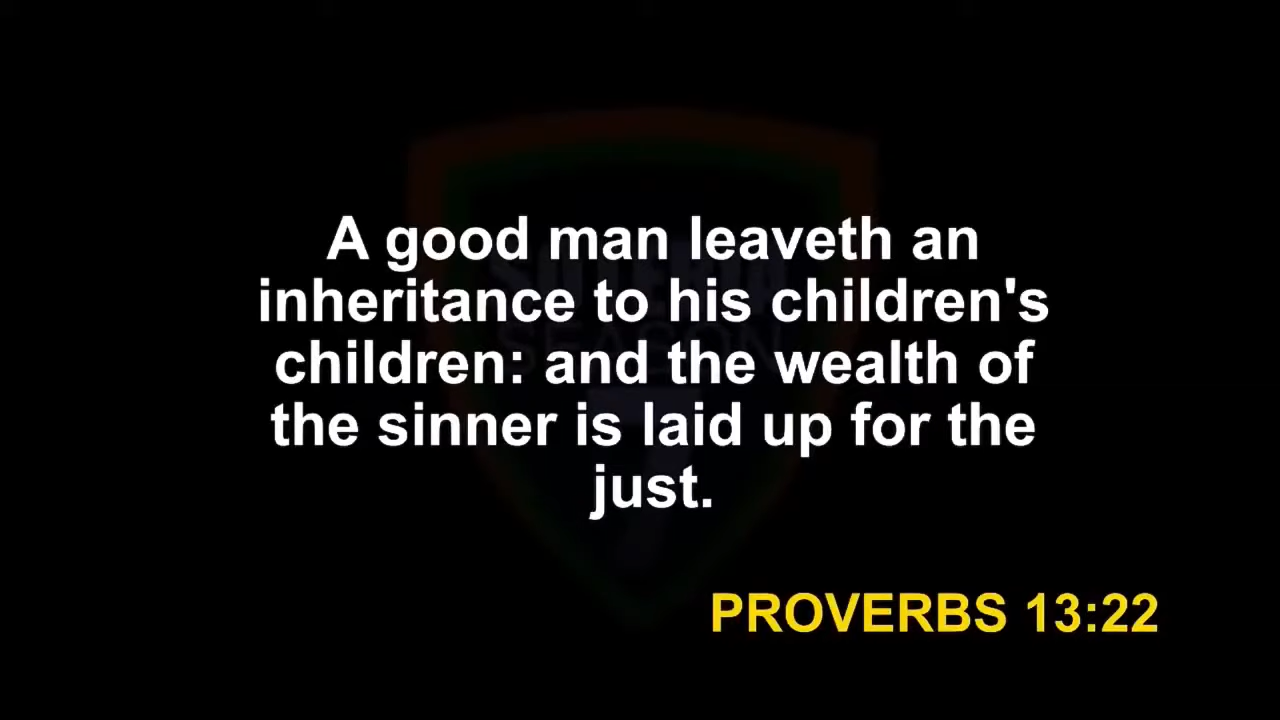 A good man leaveth an
inheritance to his children's
children: and the wealth of
the sinner is laid up for the
just.
SEASON
PROVERBS 13:22